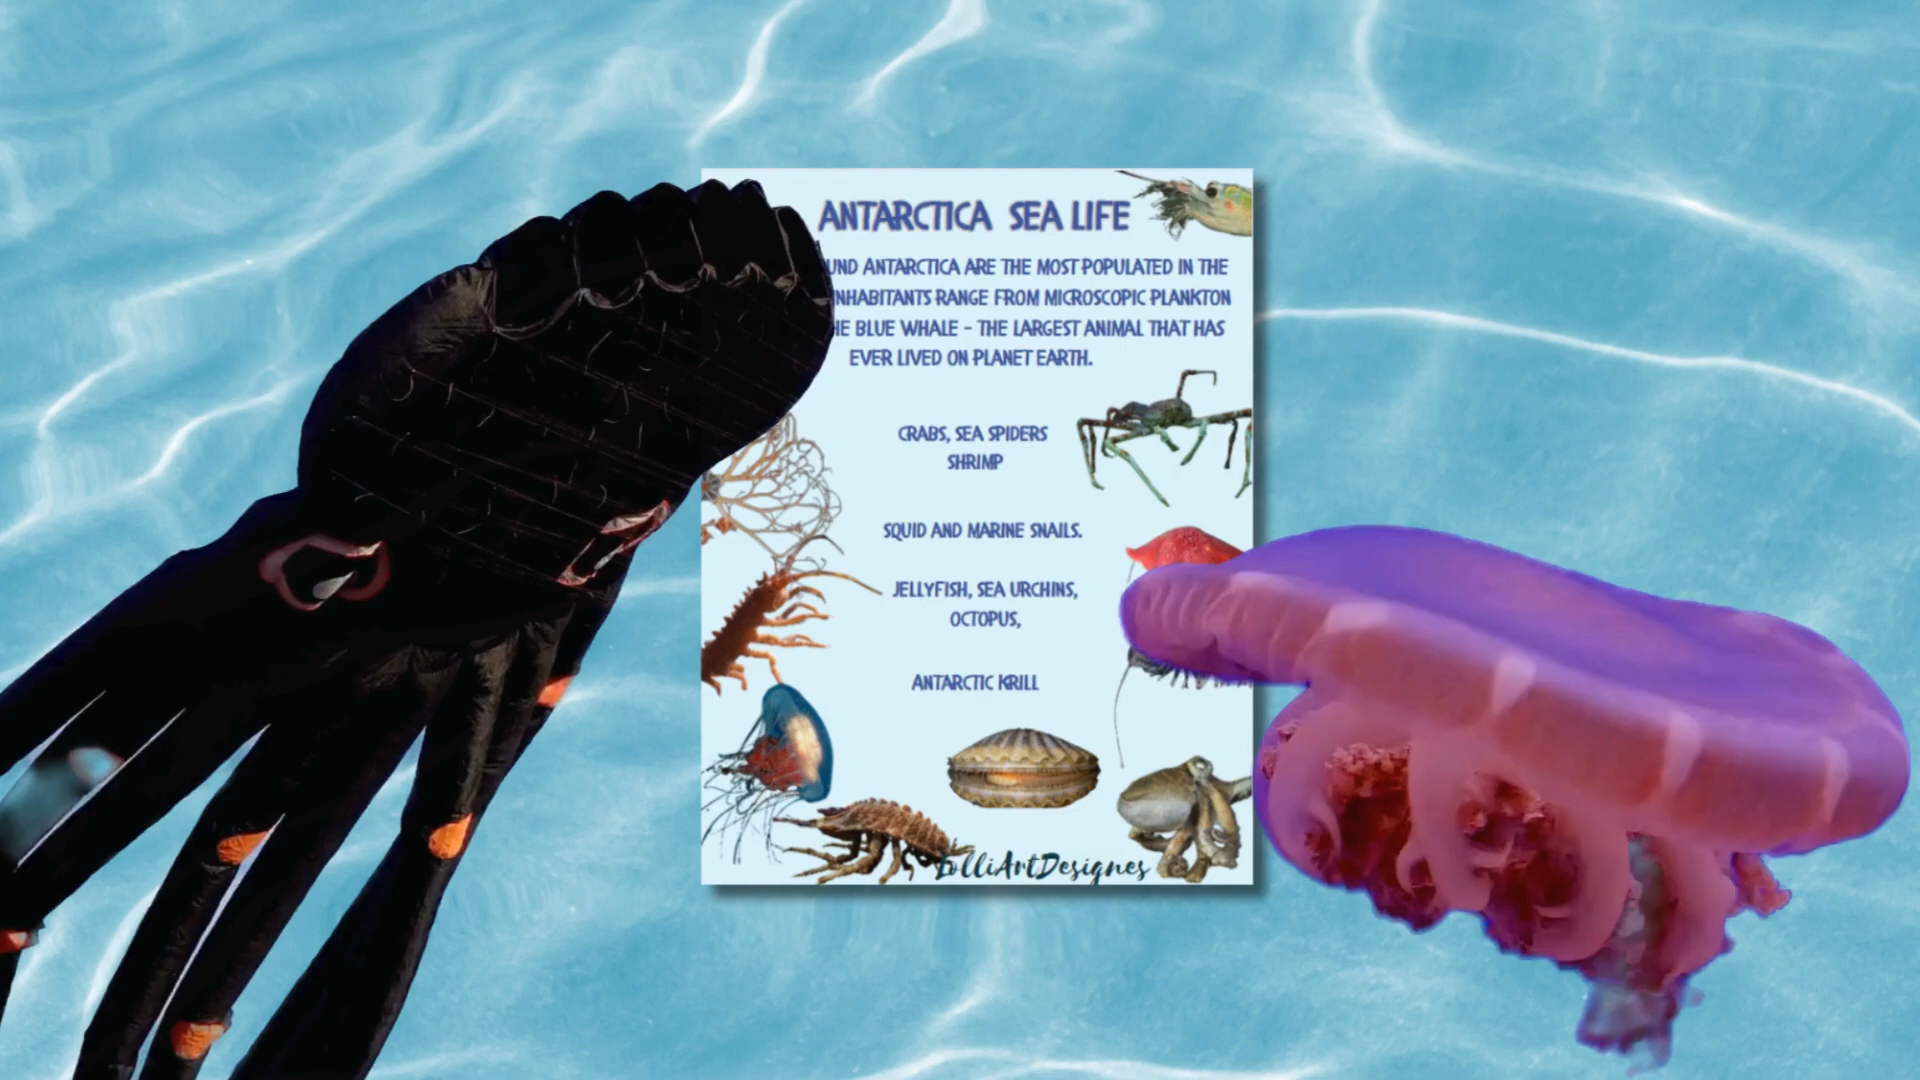 ANTARCTICA SEA LIFE
ANTARCTICA ARE THE MOST POPULATED IN THE
INHABITANTS RANGE FROM MICROSCOPIC PLANKTON
BLUE WHALE - THE LARGEST ANIMAL THAT HAS
EVER LIVED ON PLANET EARTH.
CRABS, SEA SPIDERS
SHRIMP
SQUID AND MARINE SNAILS.
JELLYFISH, SEA URCHINS,
OCTOPUS,
ANTARCTIC KRILL
LolliArtDesignes